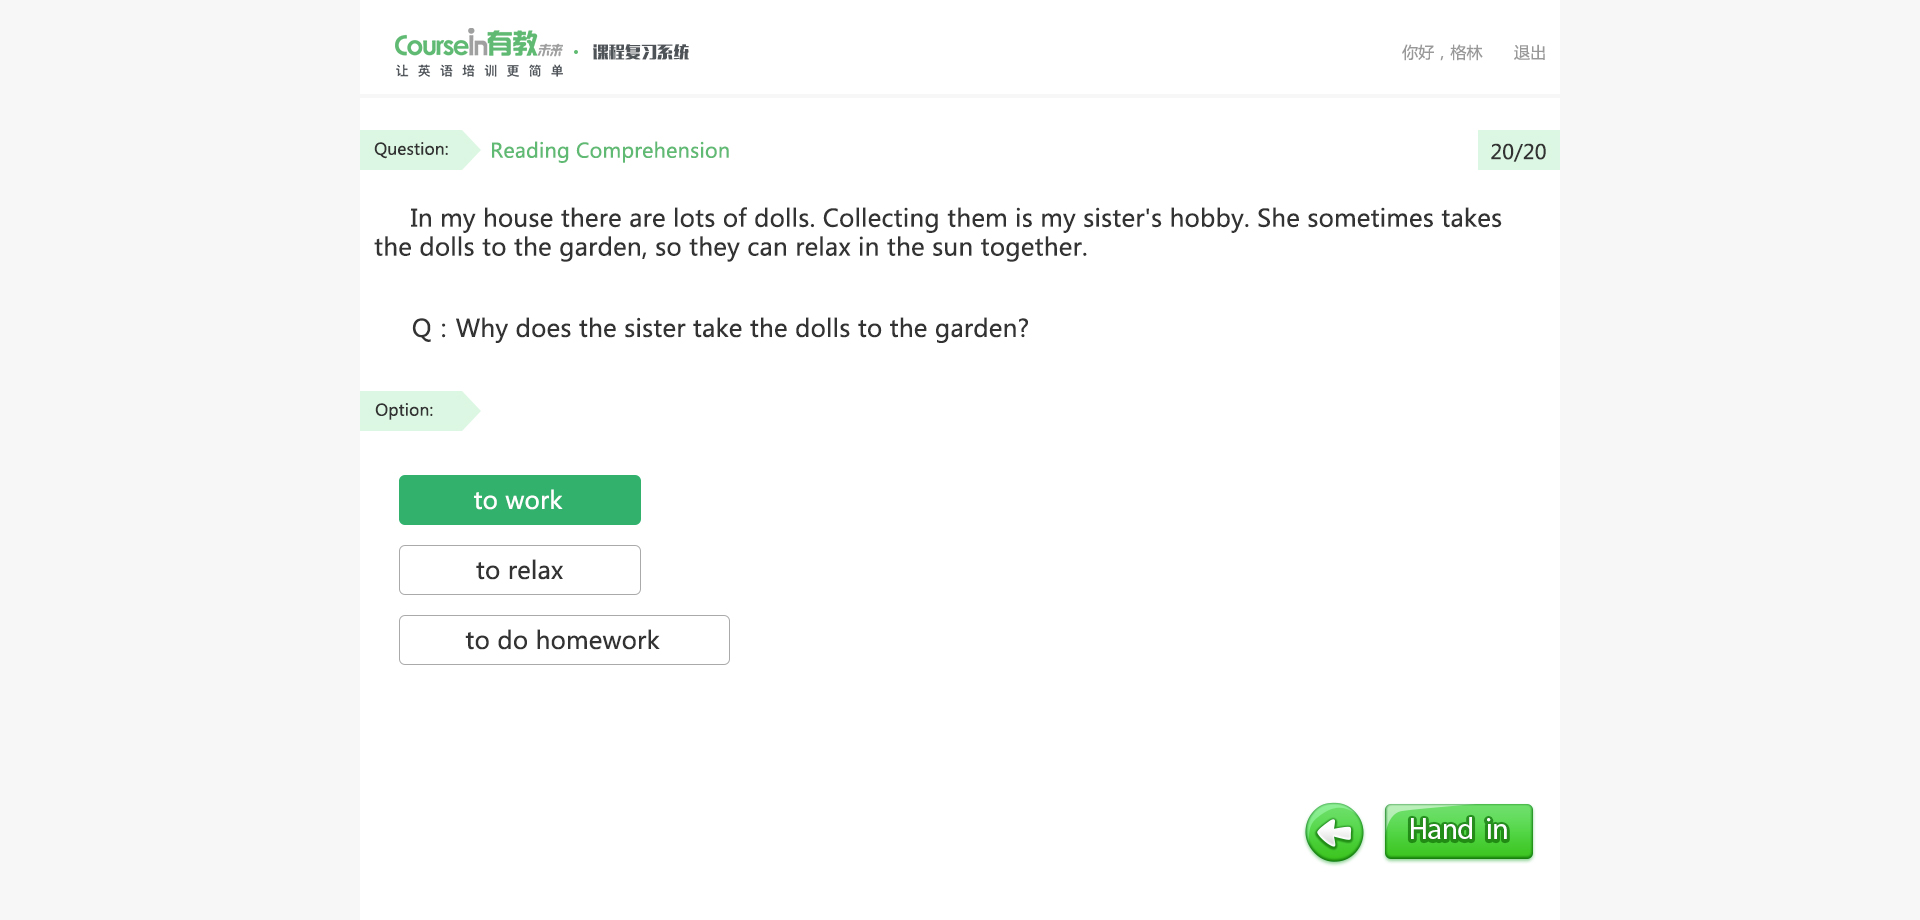 Coursein有教未来 · 课程复习系统
让英语培训更简单
你好，格林 退出
Question: Reading Comprehension 20/20
In my house there are lots of dolls. Collecting them is my sister's hobby. She sometimes takes
the dolls to the garden, so they can relax in the sun together.
Q：Why does the sister take the dolls to the garden?
Option:
to work
to relax
to do homework
Hand in